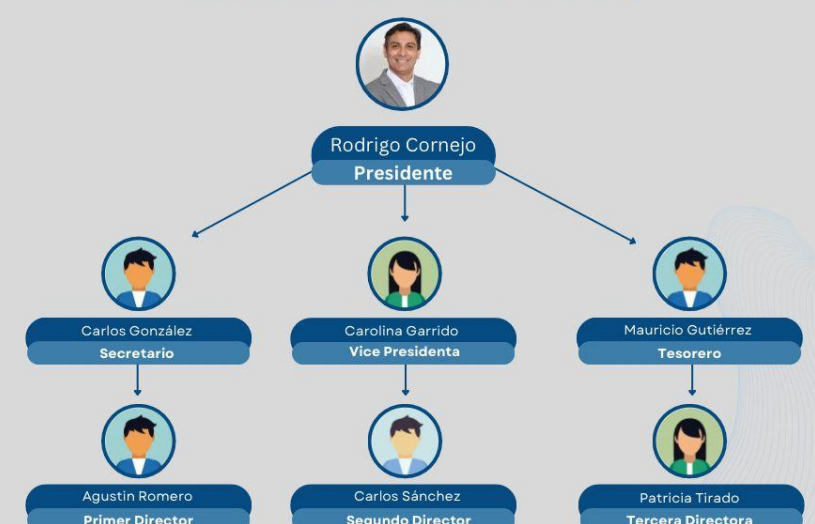 Rodrigo Cornejo
Presidente
Carlos González
Secretario
Carolina Garrido
Vice Presidenta
Mauricio Gutiérrez
Tesorero
Agustin Romero
Primer Director
Carlos Sánchez
Segundo Director
Patricia Tirado
Tercera Directora